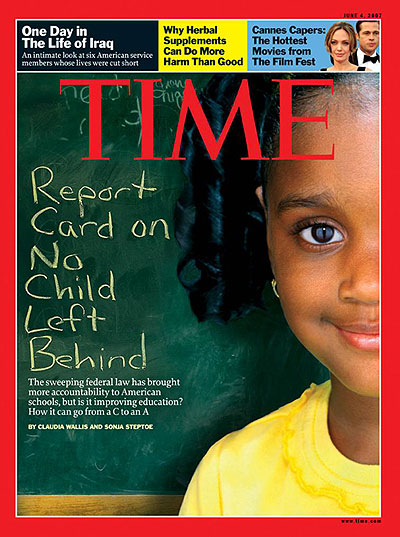 JUNE 4, 2007
One Day in
The Life of Iraq
An intimate look at six American service
members whose lives were cut short
Why Herbal
Supplements
Can Do More
Harm Than Good
Cannes Capers:
The Hottest
Movies from
The Film Fest
TIME
Report
Card on
No
Child
Left
Behind
The sweeping federal law has brought
more accountability to American
schools, but is it improving education?
How it can go from a C to an A
BY CLAUDIA WALLIS AND SONJA STEPTOE
www.time.com